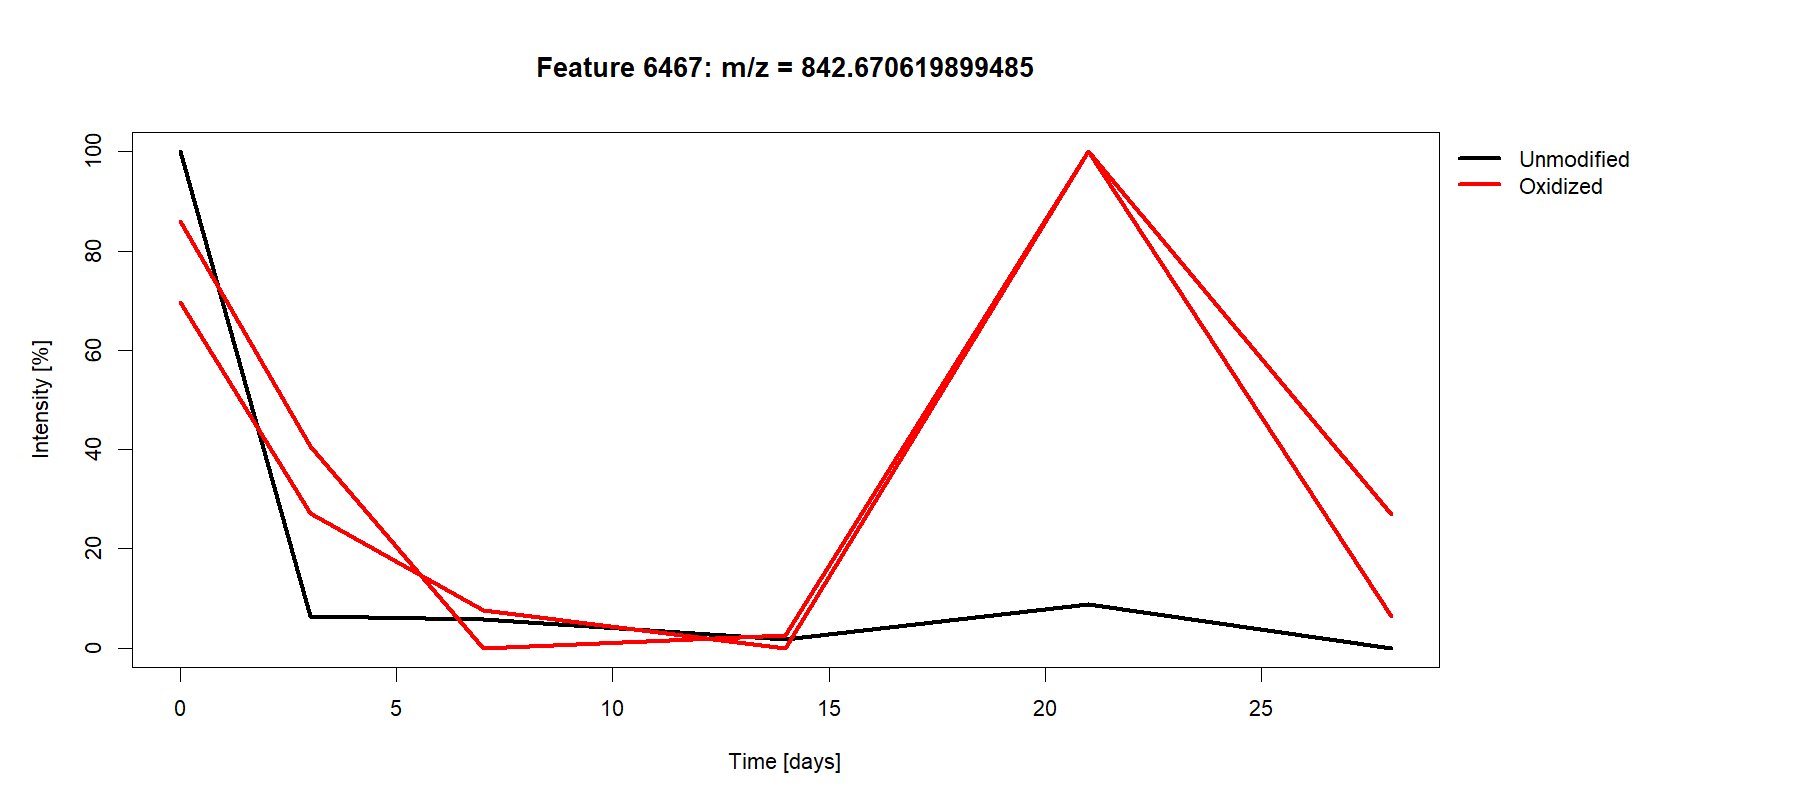 Feature 6467: m/z = 842.670619899485
Unmodified
Oxidized
Intensity [%]
100
80
60
40
20
0
0 5 10 15 20 25
Time [days]